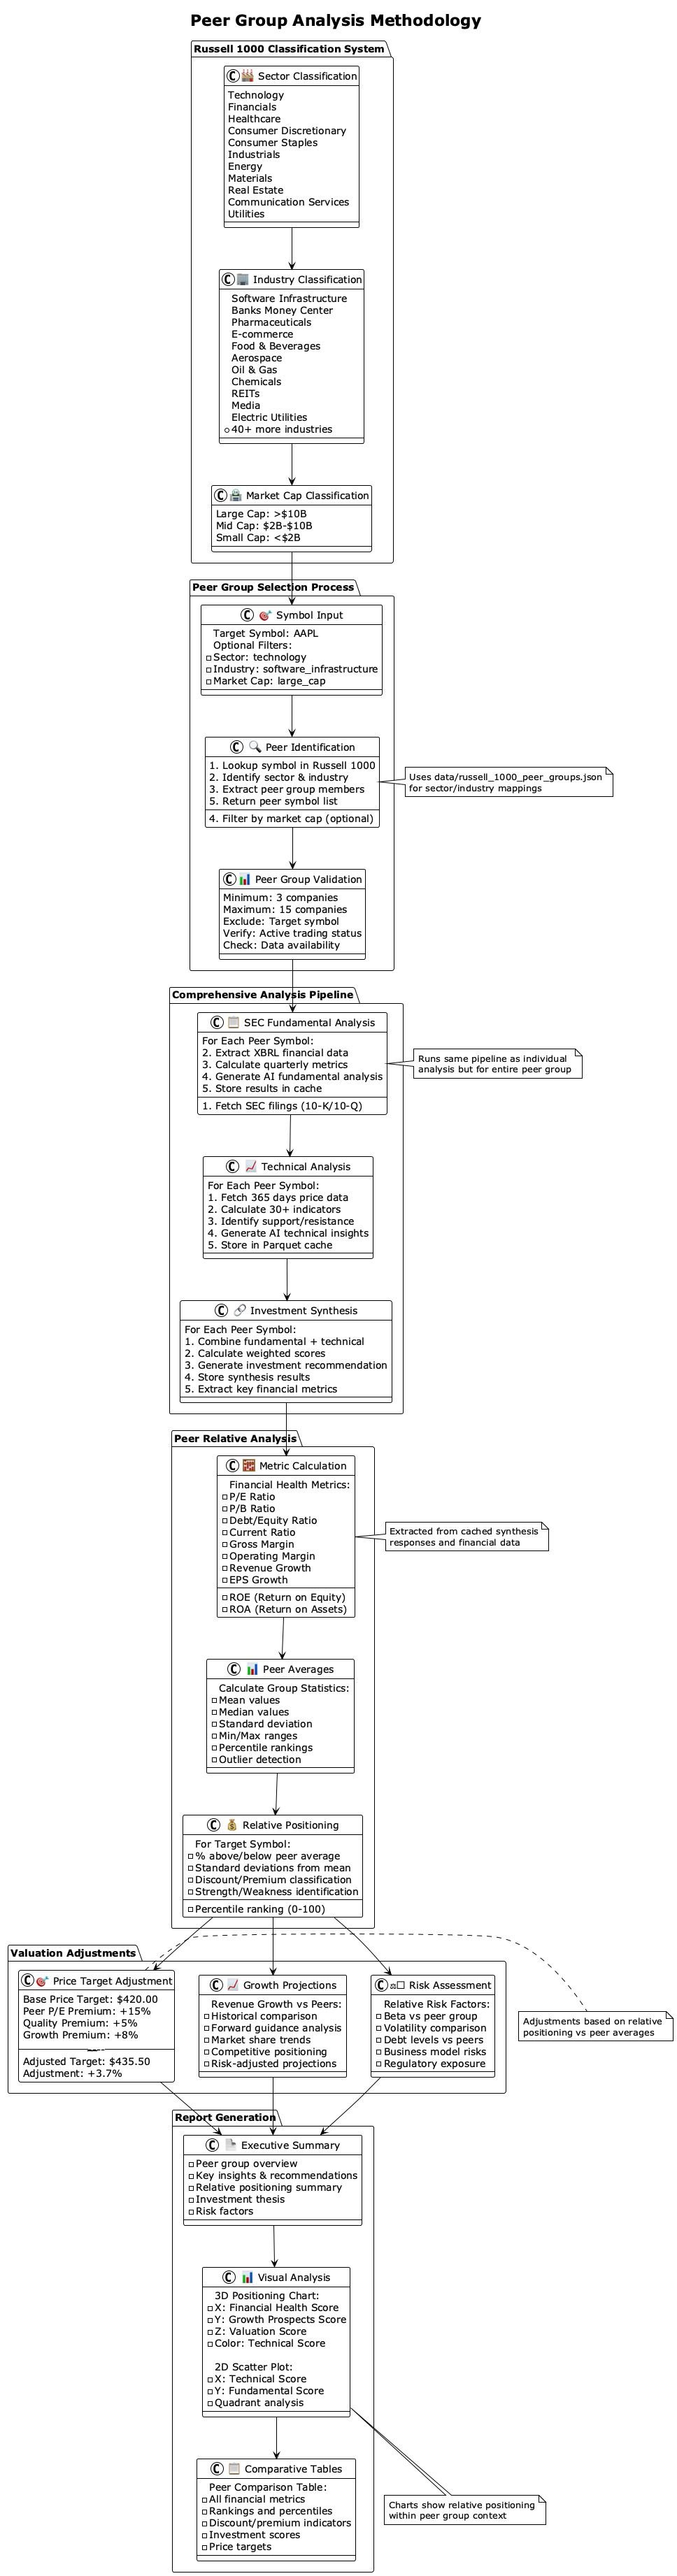 Peer Group Analysis Methodology
Russell 1000 Classification System
C Sector Classification
Technology
Financials
Healthcare
Consumer Discretionary
Consumer Staples
Industrials
Energy
Materials
Real Estate
Communication Services
Utilities
C Industry Classification
Software Infrastructure
Banks Money Center
Pharmaceuticals
E-commerce
Food & Beverages
Aerospace
Oil & Gas
Chemicals
REITs
Media
Electric Utilities
40+ more industries
C Market Cap Classification
Large Cap: >$10B
Mid Cap: $2B-$10B
Small Cap: <$2B
Peer Group Selection Process
C Symbol Input
Target Symbol: AAPL
Optional Filters:
Sector: technology
Industry: software_infrastructure
Market Cap: large_cap
C Peer Identification
1. Lookup symbol in Russell 1000
2. Identify sector & industry
3. Extract peer group members
5. Return peer symbol list
4. Filter by market cap (optional)
Uses data/russell_1000_peer_groups.json
for sector/industry mappings
C Peer Group Validation
Minimum: 3 companies
Maximum: 15 companies
Exclude: Target symbol
Verify: Active trading status
Check: Data availability
Comprehensive Analysis Pipeline
C SEC Fundamental Analysis
For Each Peer Symbol:
2. Extract XBRL financial data
3. Calculate quarterly metrics
4. Generate AI fundamental analysis
5. Store results in cache
1. Fetch SEC filings (10-K/10-Q)
Runs same pipeline as individual
analysis but for entire peer group
C Technical Analysis
For Each Peer Symbol:
1. Fetch 365 days price data
2. Calculate 30+ indicators
3. Identify support/resistance
4. Generate AI technical insights
5. Store in Parquet cache
C Investment Synthesis
For Each Peer Symbol:
1. Combine fundamental + technical
2. Calculate weighted scores
3. Generate investment recommendation
4. Store synthesis results
5. Extract key financial metrics
Peer Relative Analysis
C Metric Calculation
Financial Health Metrics:
P/E Ratio
P/B Ratio
Debt/Equity Ratio
Current Ratio
Gross Margin
Operating Margin
Revenue Growth
EPS Growth
ROE (Return on Equity)
ROA (Return on Assets)
Extracted from cached synthesis
responses and financial data
C Peer Averages
Calculate Group Statistics:
Mean values
Median values
Standard deviation
Min/Max ranges
Percentile rankings
Outlier detection
C Relative Positioning
For Target Symbol:
% above/below peer average
Standard deviations from mean
Discount/Premium classification
Strength/Weakness identification
Percentile ranking (0-100)
Valuation Adjustments
C Price Target Adjustment
Base Price Target: $420.00
Peer P/E Premium: +15%
Quality Premium: +5%
Growth Premium: +8%
Adjusted Target: $435.50
Adjustment: +3.7%
C Growth Projections
Revenue Growth vs Peers:
Historical comparison
Forward guidance analysis
Market share trends
Competitive positioning
Risk-adjusted projections
C Risk Assessment
Relative Risk Factors:
Beta vs peer group
Volatility comparison
Debt levels vs peers
Business model risks
Regulatory exposure
Adjustments based on relative
positioning vs peer averages
Report Generation
C Executive Summary
Peer group overview
Key insights & recommendations
Relative positioning summary
Investment thesis
Risk factors
C Visual Analysis
3D Positioning Chart:
X: Financial Health Score
Y: Growth Prospects Score
Z: Valuation Score
Color: Technical Score
2D Scatter Plot:
X: Technical Score
Y: Fundamental Score
Quadrant analysis
C Comparative Tables
Peer Comparison Table:
All financial metrics
Rankings and percentiles
Discount/premium indicators
Investment scores
Price targets
Charts show relative positioning
within peer group context